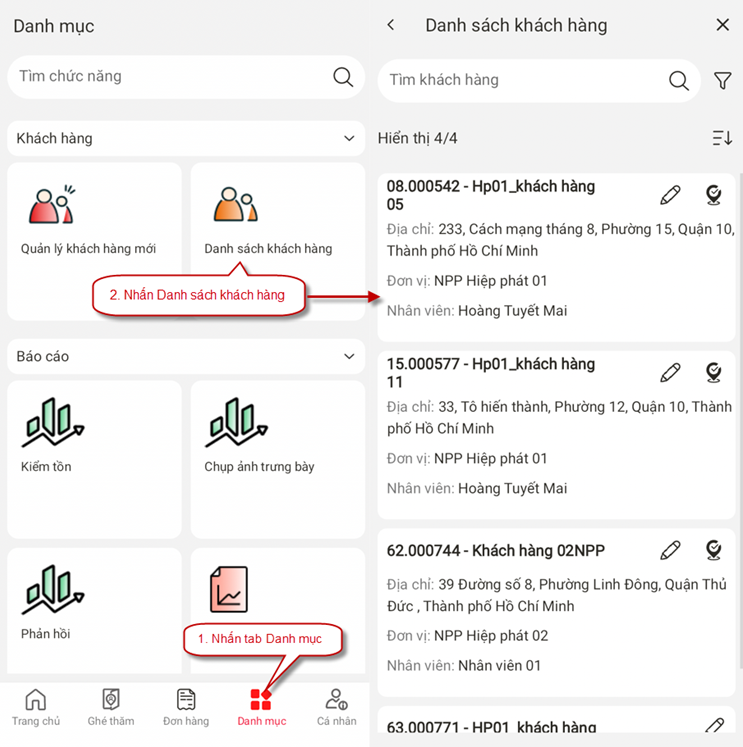 Danh mục
Tìm chức năng
Khách hàng
Quản lý khách hàng mới
Danh sách khách hàng
2. Nhấn Danh sách khách hàng
Báo cáo
Kiểm tồn
Chụp ảnh trưng bày
Phản hồi
1. Nhấn tab Danh mục
Trang chủ
Ghé thăm
Đơn hàng
Danh mục
Cá nhân
Danh sách khách hàng
Tìm khách hàng
Hiển thị 4/4
08.000542 - Hp01_khách hàng
05
Địa chỉ: 233, Cách mạng tháng 8, Phường 15, Quận 10,
Thành phố Hồ Chí Minh
Đơn vị: NPP Hiệp phát 01
Nhân viên: Hoàng Tuyết Mai
15.000577 - Hp01_khách hàng
11
Địa chỉ: 33, Tô hiến thành, Phường 12, Quận 10, Thành
phố Hồ Chí Minh
Đơn vị: NPP Hiệp phát 01
Nhân viên: Hoàng Tuyết Mai
62.000744 - Khách hàng 02NPP
Địa chỉ: 39 Đường số 8, Phường Linh Đông, Quận Thủ
Đức , Thành phố Hồ Chí Minh
Đơn vị: NPP Hiệp phát 02
Nhân viên: Nhân viên 01
63.000771 - HP01_khách hàng